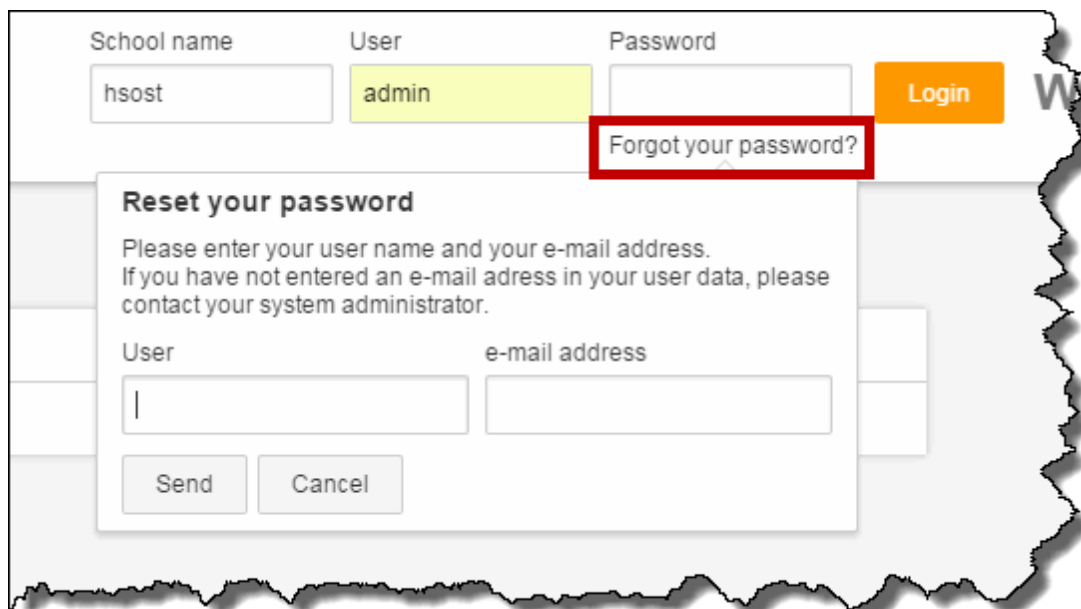 School name User Password
hsost admin Login W
Forgot your password?
Reset your password
Please enter your user name and your e-mail address.
If you have not entered an e-mail adress in your user data, please
contact your system administrator.
User e-mail address
Send Cancel